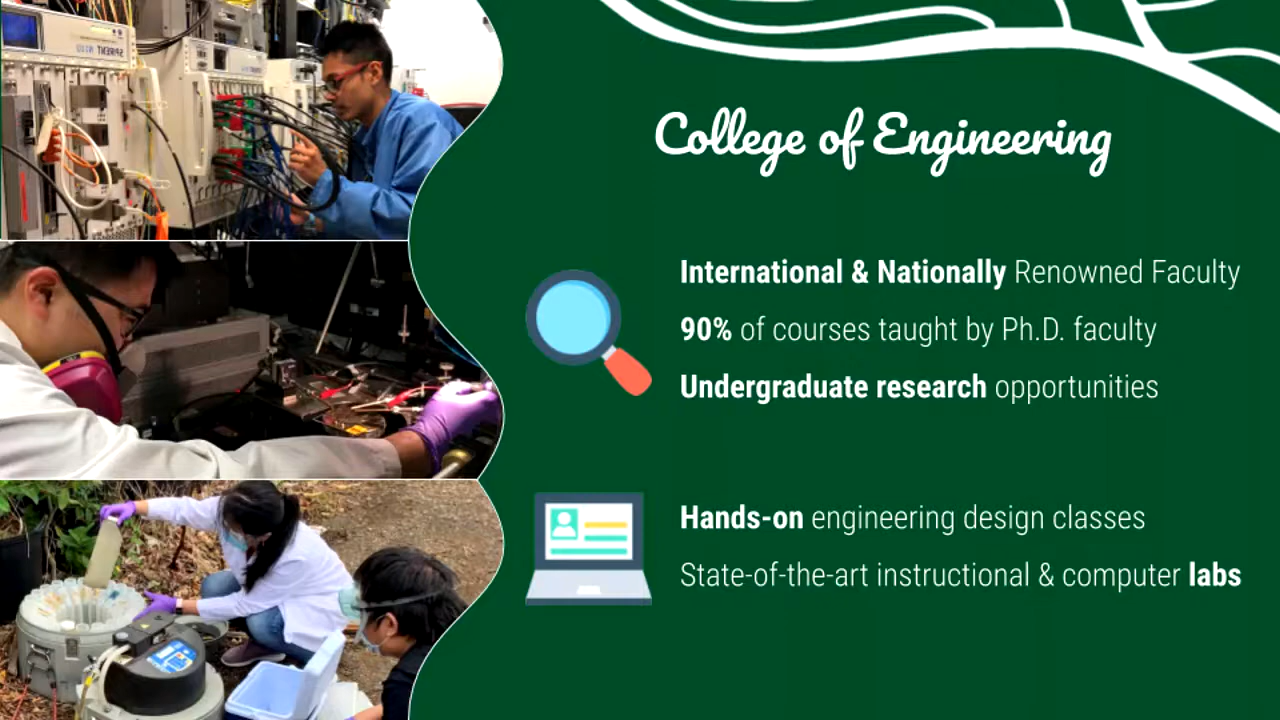 College of Engineering
International & Nationally Renowned Faculty
90% of courses taught by Ph.D. faculty
Undergraduate research opportunities
Hands-on engineering design classes
State-of-the-art instructional & computer labs